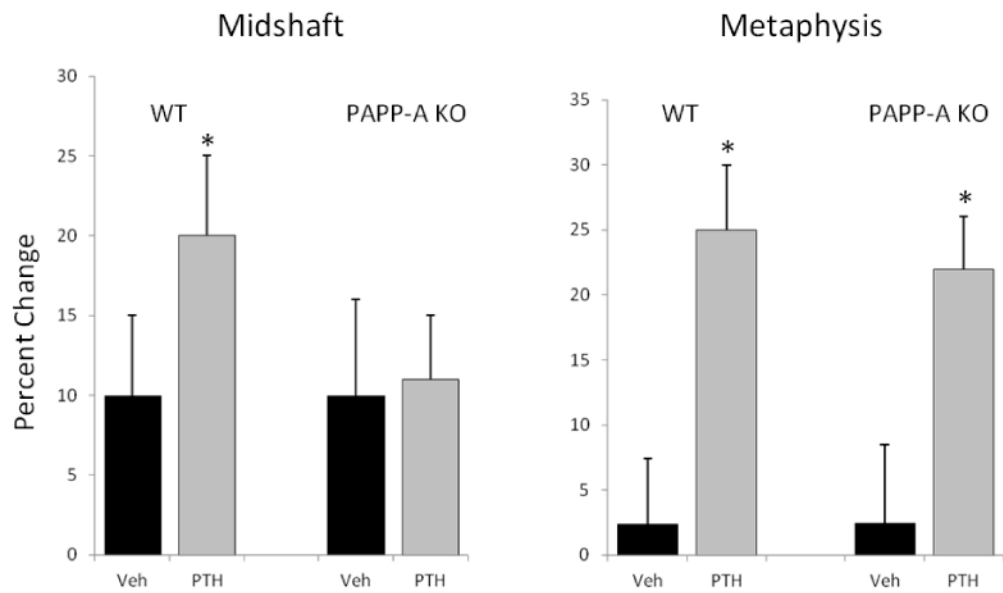 Midshaft
Metaphysis
Percent Change
30
25
20
15
10
5
0
WT
PAPP-A KO
*
Veh
PTH
Veh
PTH
35
30
25
20
15
10
5
0
WT
PAPP-A KO
*
*
Veh
PTH
Veh
PTH